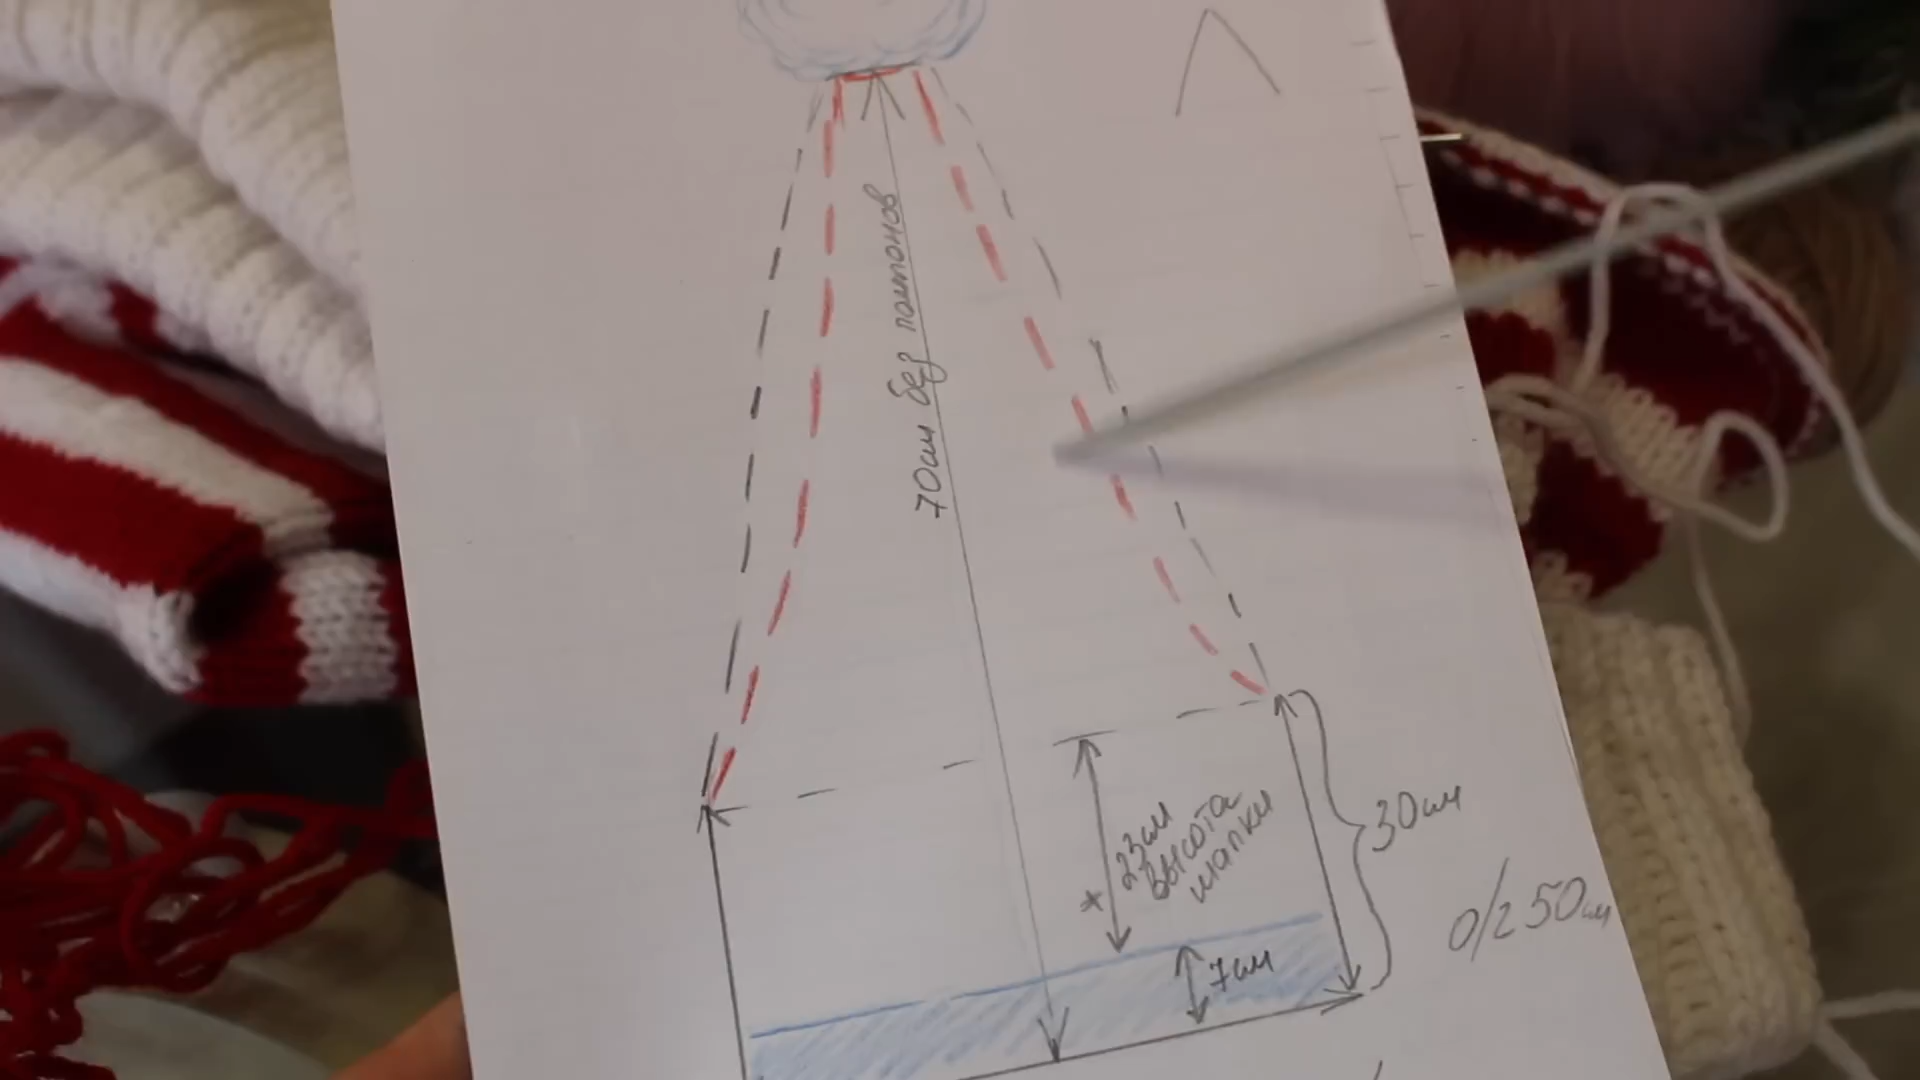 70см без помпонов
* 23см
высота
шапки
30см
7см
О/г 50см